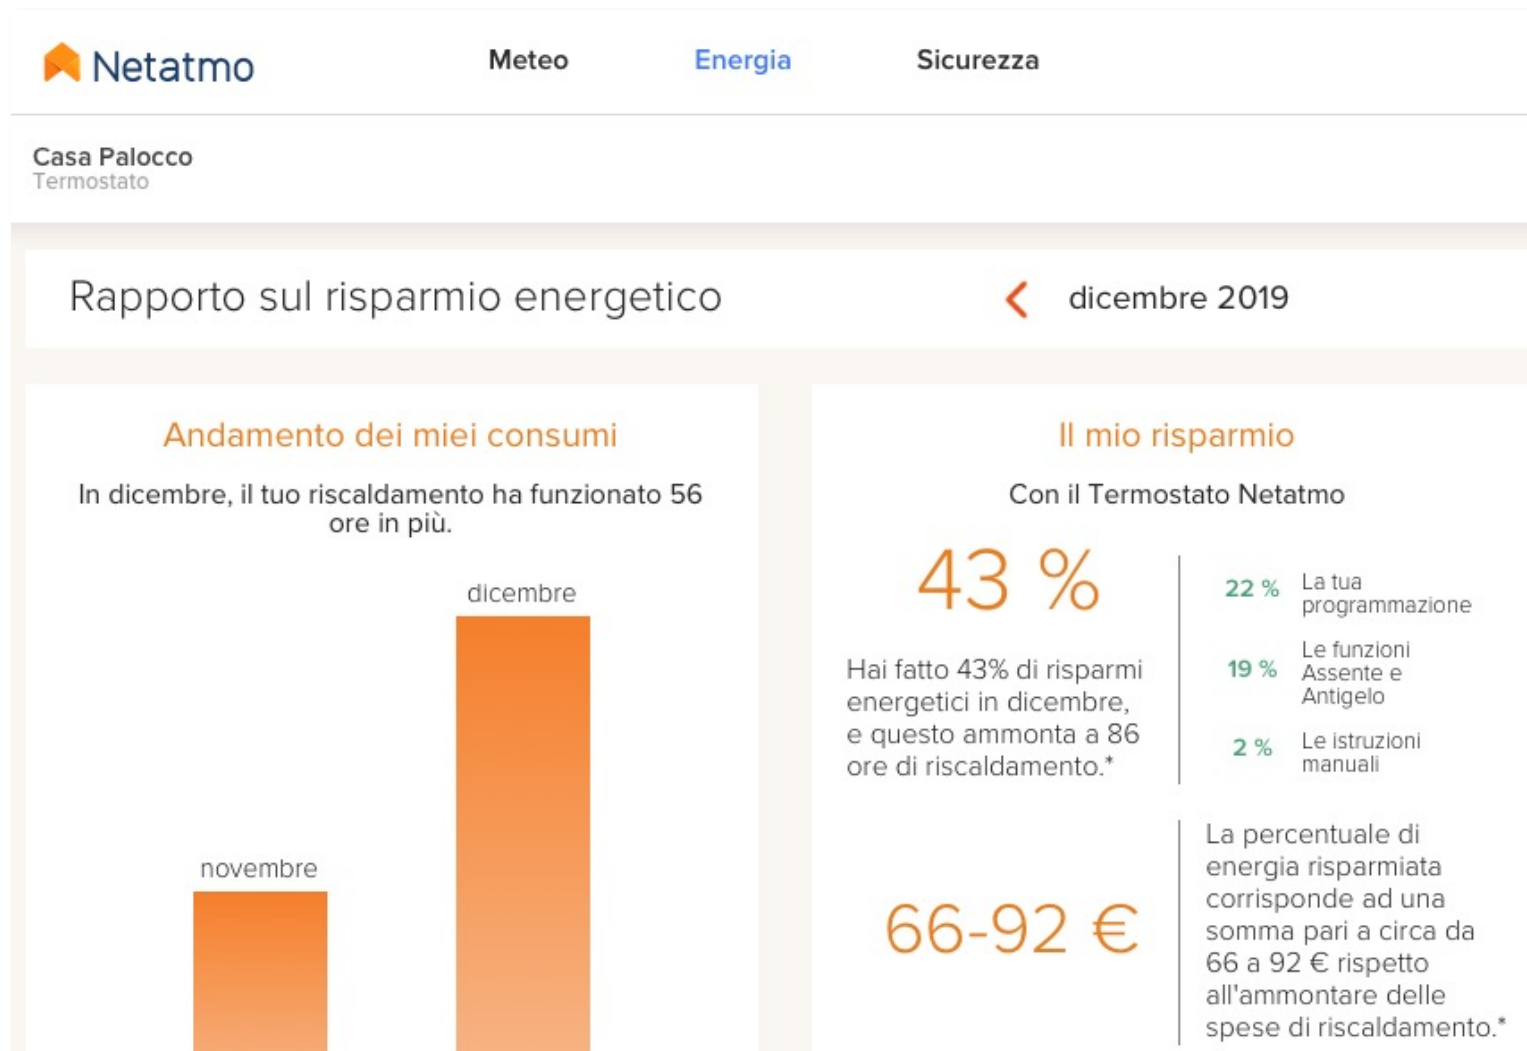 Netatmo
Meteo
Energia
Sicurezza
Casa Palocco
Termostato
Rapporto sul risparmio energetico
dicembre 2019
Andamento dei miei consumi
In dicembre, il tuo riscaldamento ha funzionato 56
ore in più.
dicembre
novembre
Il mio risparmio
Con il Termostato Netatmo
43 %
Hai fatto 43% di risparmi
energetici in dicembre,
e questo ammonta a 86
ore di riscaldamento.*
22 %
La tua
programmazione
19 %
Le funzioni
Assente e
Antigelo
2 %
Le istruzioni
manuali
66-92 €
La percentuale di
energia risparmiata
corrisponde ad una
somma pari a circa da
66 a 92 € rispetto
all'ammontare delle
spese di riscaldamento.*